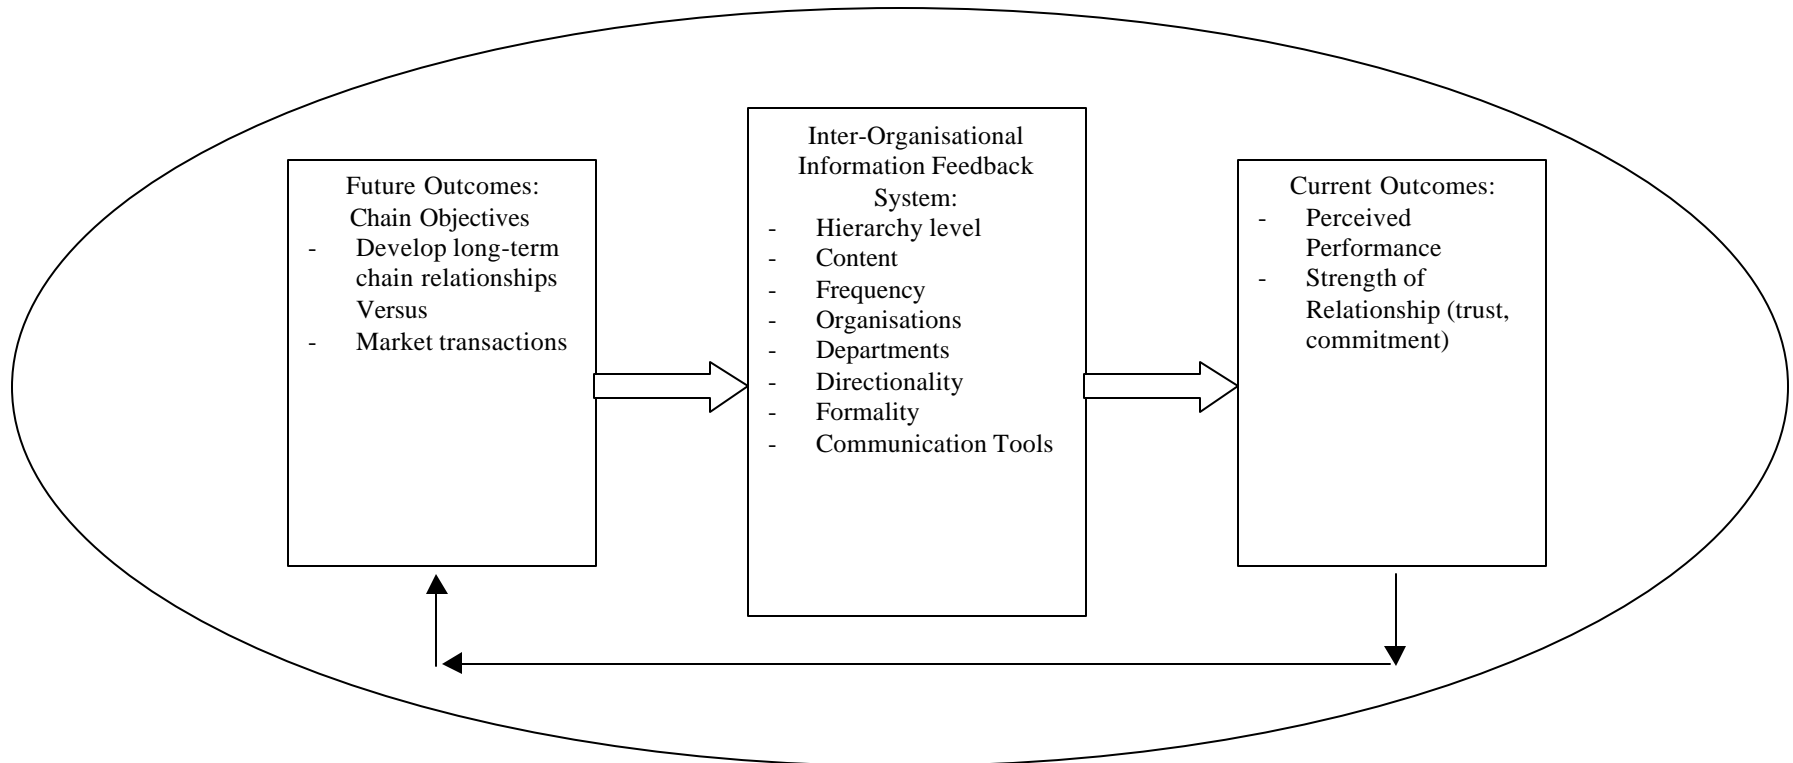 Future Outcomes:
Chain Objectives
- Develop long-term
chain relationships
Versus
- Market transactions
Inter-Organisational
Information Feedback
System:
- Hierarchy level
- Content
- Frequency
- Organisations
- Departments
- Directionality
- Formality
- Communication Tools
Current Outcomes:
- Perceived
Performance
- Strength of
Relationship (trust,
commitment)